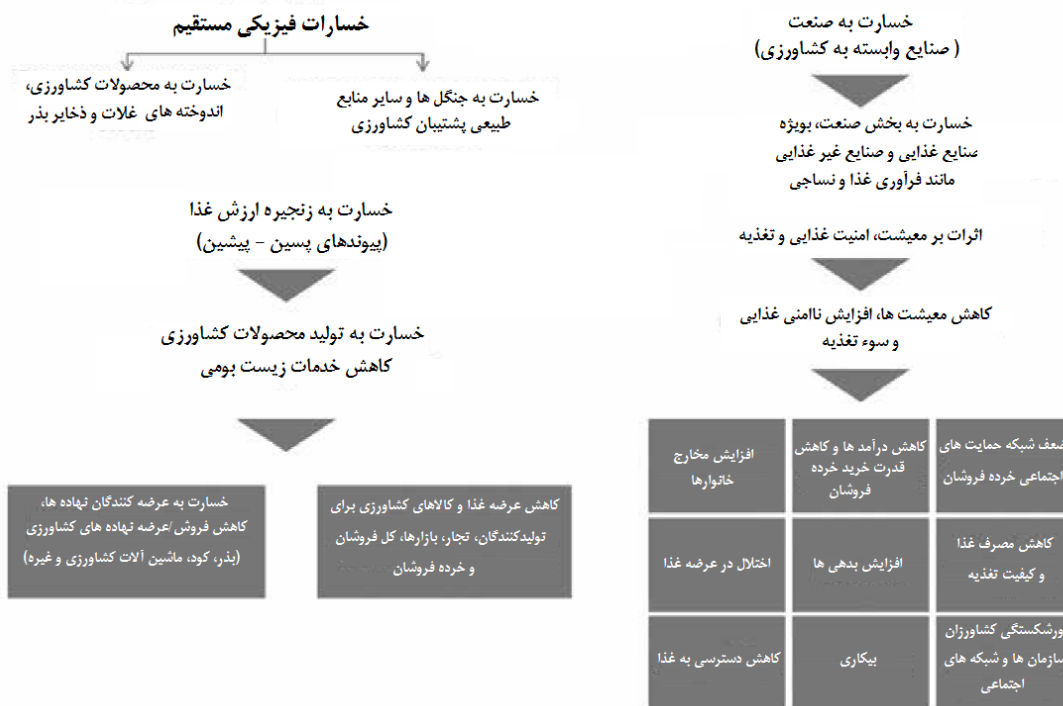 خسارات فیزیکی مستقیم
خسارت به جنگل ها و سایر منابع
طبیعی پشتیبان کشاورزی
خسارت به محصولات کشاورزی،
اندوخته های غلات و ذخایر بذر
خسارت به زنجیره ارزش غذا
(پیوندهای پسین - پیشین)
خسارت به تولید محصولات کشاورزی
کاهش خدمات زیست بومی
کاهش عرضه غذا و کالاهای کشاورزی برای
تولیدکنندگان، تجار، بازارها، کل فروشان
و خرده فروشان
خسارت به عرضه کنندگان نهاده ها،
کاهش فروش/عرضه نهاده های کشاورزی
(بذر، کود، ماشین آلات کشاورزی و غیره)
خسارت به صنعت
( صنایع وابسته به کشاورزی)
خسارت به بخش صنعت، بویژه
صنایع غذایی و صنایع غیر غذایی
مانند فرآوری غذا و نساجی
اثرات بر معیشت، امنیت غذایی و تغذیه
کاهش معیشت ها، افزایش ناامنی غذایی
و سوء تغذیه
ضعف شبکه حمایت های
اجتماعی خرده فروشان
کاهش درآمد ها و کاهش
قدرت خرید خرده
فروشان
افزایش مخارج
خانوارها
کاهش مصرف غذا
و کیفیت تغذیه
افزایش بدهی ها
اختلال در عرضه غذا
ورشکستگی کشاورزان
سازمان ها و شبکه های
اجتماعی
بیکاری
کاهش دسترسی به غذا